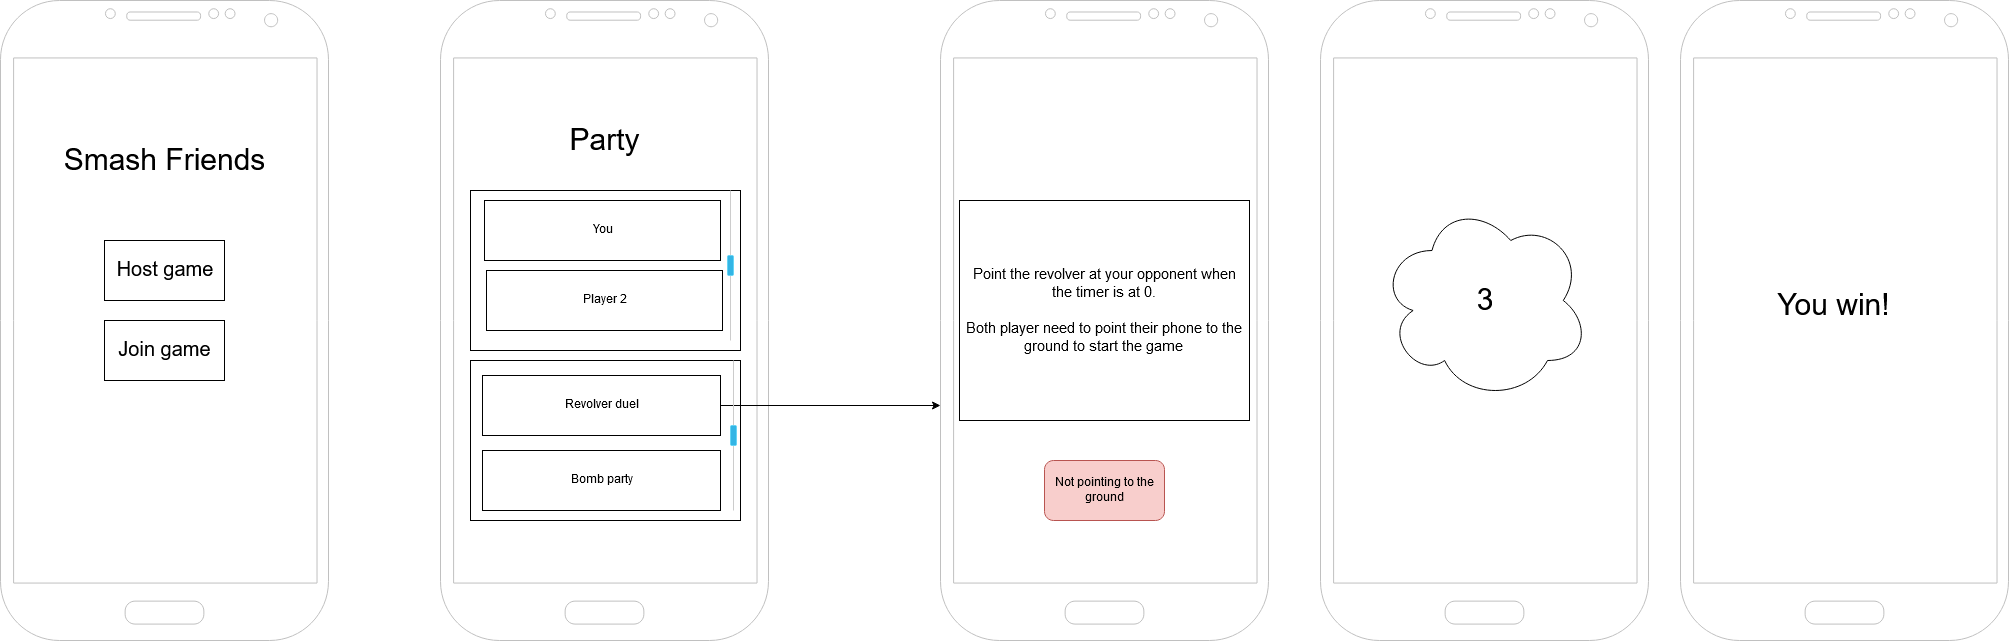 Smash Friends
Host game
Join game
Party
You
Player 2
Revolver duel
Bomb party
Point the revolver at your opponent when
the timer is at 0.
Both player need to point their phone to the
ground to start the game
Not pointing to the
ground
3
You win!